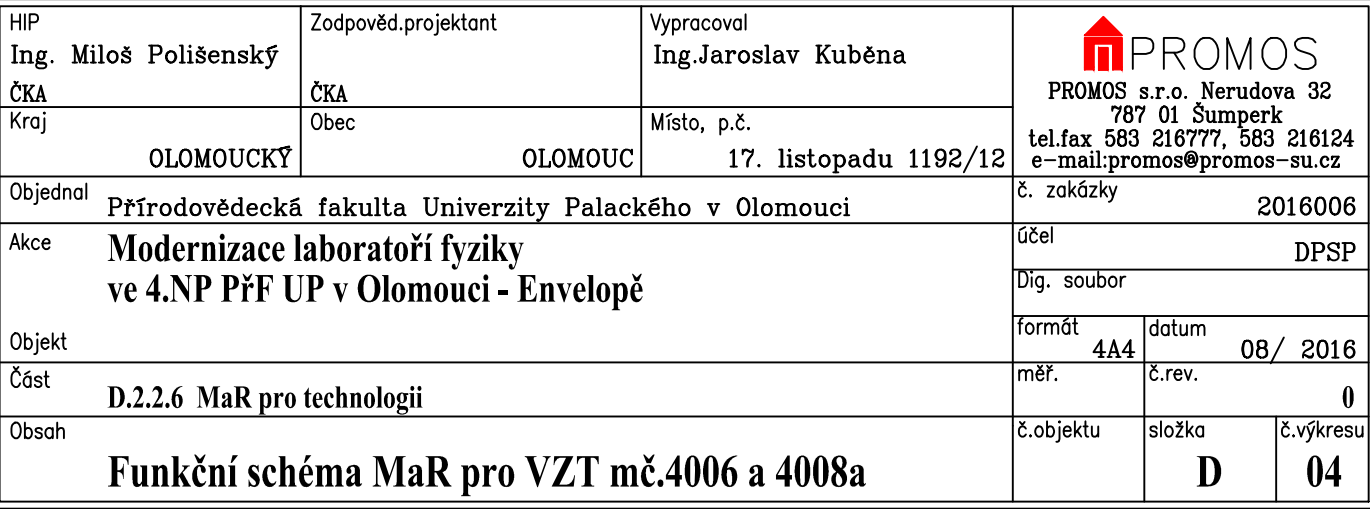 HIP
Ing. Miloš Polišenský
ČKA
Zodpověd.projektant
ČKA
Vypracoval
Ing.Jaroslav Kuběna
PROMOS
PROMOS s.r.o. Nerudova 32
787 01 Šumperk
tel.fax 583 216777, 583 216124
e-mail:promos@promos-su.cz
Kraj
OLOMOUCKÝ
Obec
OLOMOUC
Místo, p.č.
17. listopadu 1192/12
Objednal
Přírodovědecká fakulta Univerzity Palackého v Olomouci
č. zakázky
2016006
Akce
Modernizace laboratoří fyziky
ve 4.NP PřF UP v Olomouci - Envelopě
účel
DPSP
Dig. soubor
Objekt
formát
4A4
datum
08/ 2016
Část
D.2.2.6 MaR pro technologii
měř.
č.rev.
0
Obsah
Funkční schéma MaR pro VZT mč.4006 a 4008a
č.objektu
složka
D
č.výkresu
04